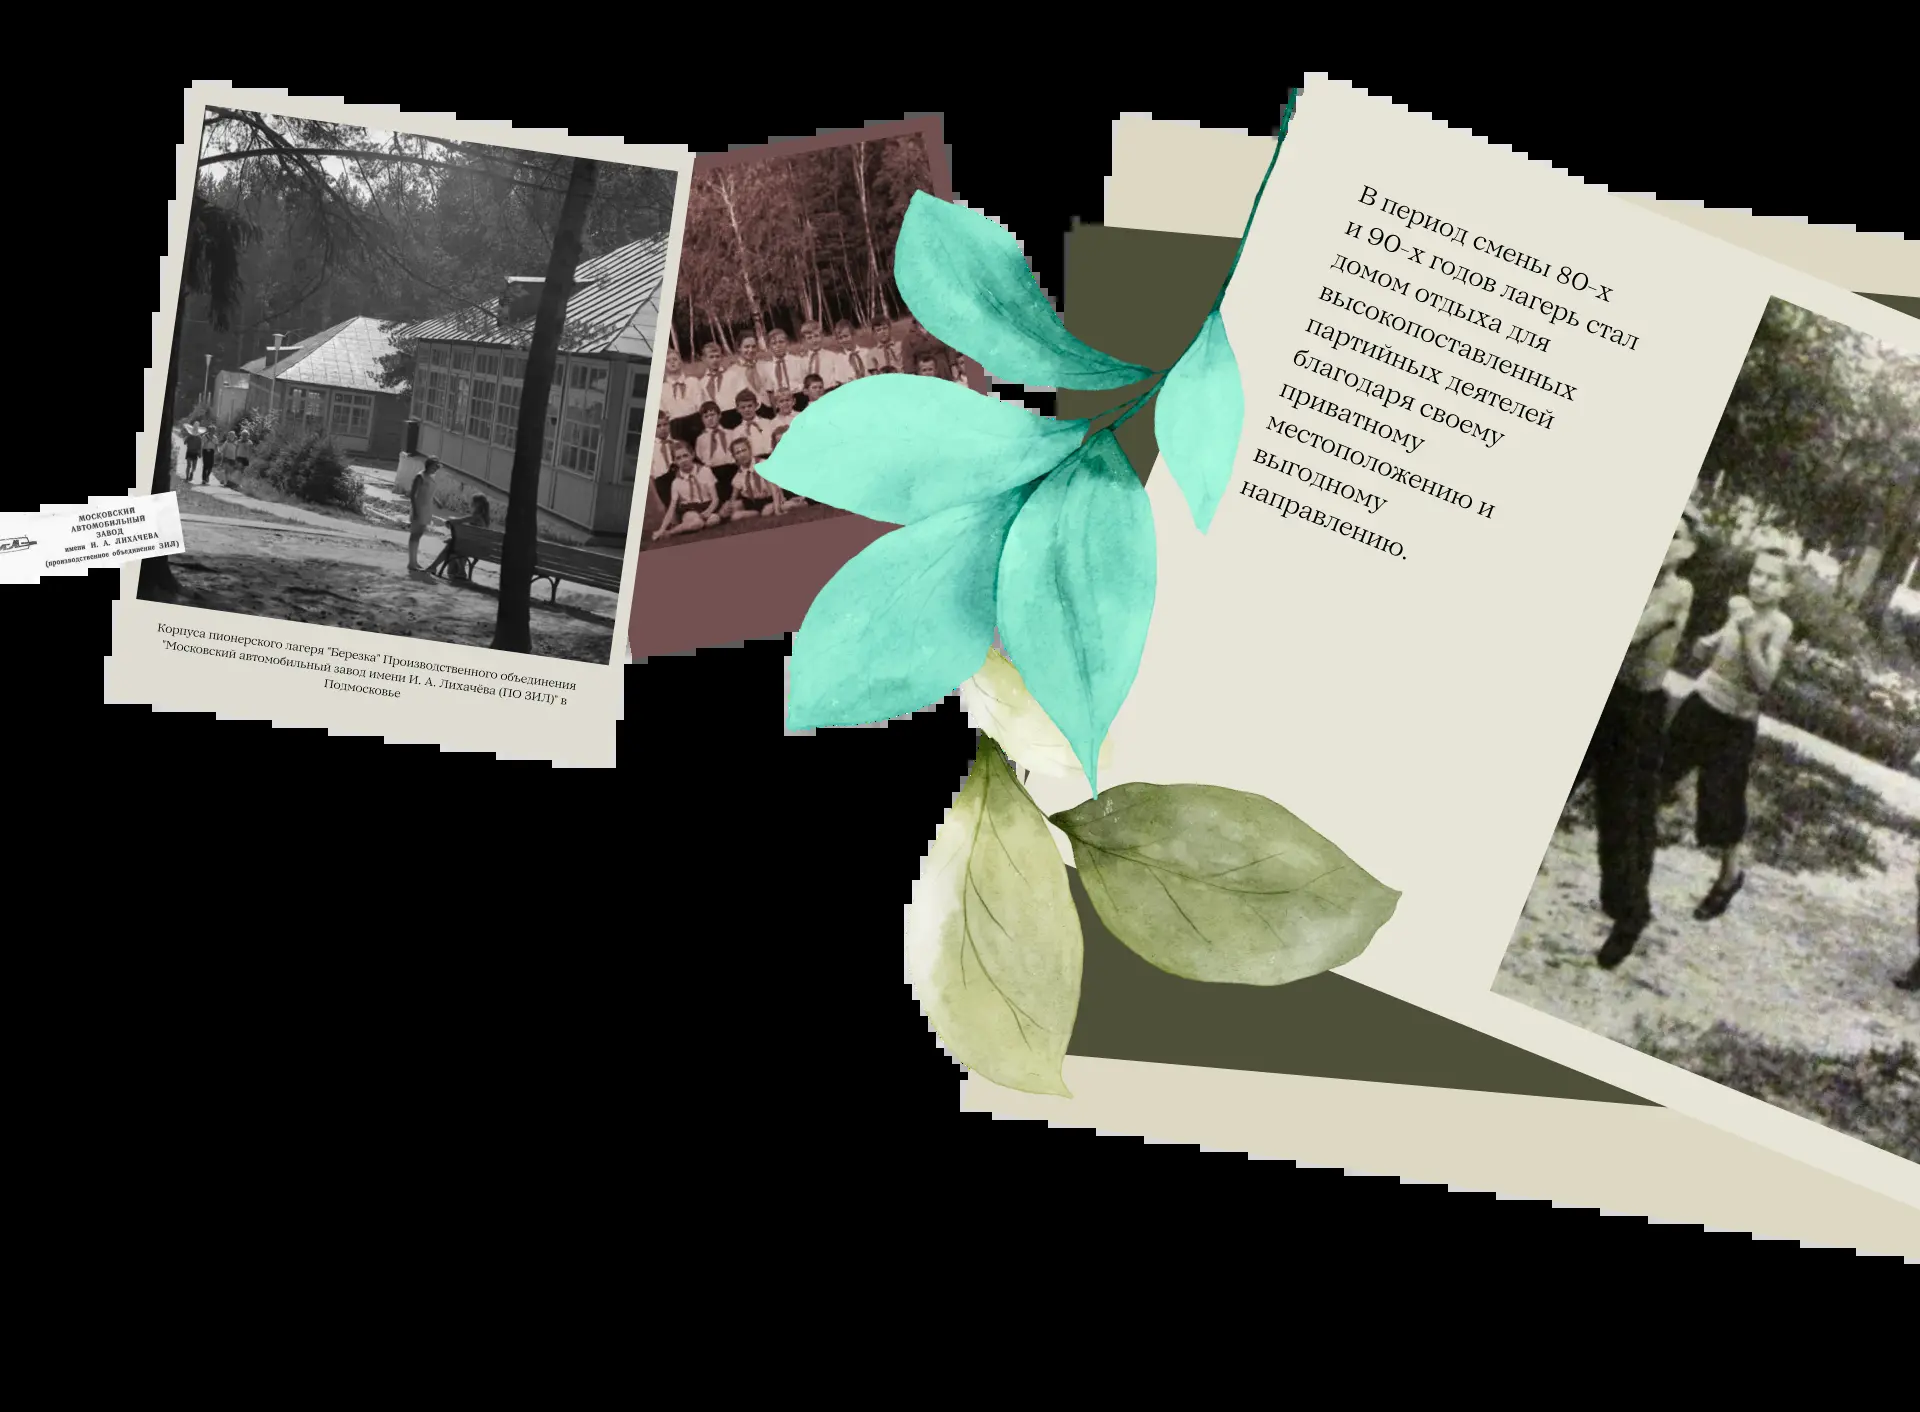 МОСКОВСКИЙ
АВТОМОБИЛЬНЫЙ
ЗАВОД
имени И. А. ЛИХАЧЕВА
(производственное объединение ЗИЛ)
Корпуса пионерского лагеря "Березка" Производственного объединения
"Московский автомобильный завод имени И. А. Лихачёва (ПО ЗИЛ)" в
Подмосковье
В период смены 80-х
и 90-х годов лагерь стал
домом отдыха для
высокопоставленных
партийных деятелей
благодаря своему
приватному
местоположению и
выгодному
направлению.